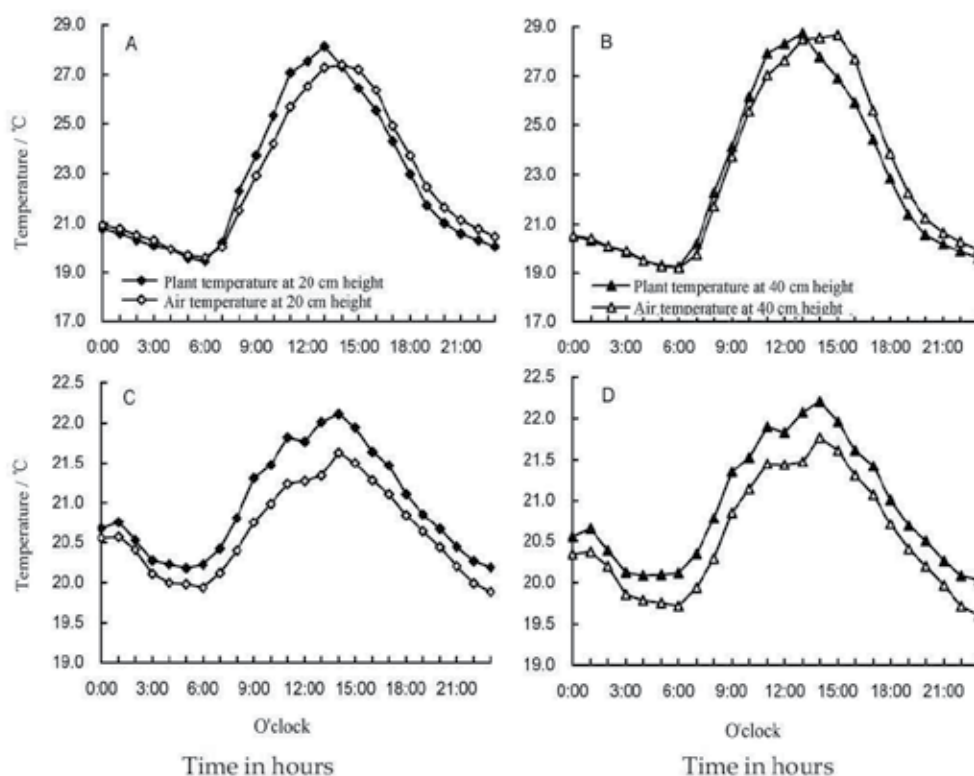 29.0
27.0
25.0
23.0
21.0
19.0
17.0
Temperature / ℃
A
Plant temperature at 20 cm height
Air temperature at 20 cm height
0:00 3:00 6:00 9:00 12:00 15:00 18:00 21:00
29.0
27.0
25.0
23.0
21.0
19.0
17.0
B
Plant temperature at 40 cm height
Air temperature at 40 cm height
0:00 3:00 6:00 9:00 12:00 15:00 18:00 21:00
22.5
22.0
21.5
21.0
20.5
20.0
19.5
19.0
Temperature / ℃
C
0:00 3:00 6:00 9:00 12:00 15:00 18:00 21:00
O'clock
Time in hours
22.5
22.0
21.5
21.0
20.5
20.0
19.5
19.0
D
0:00 3:00 6:00 9:00 12:00 15:00 18:00 21:00
O'clock
Time in hours